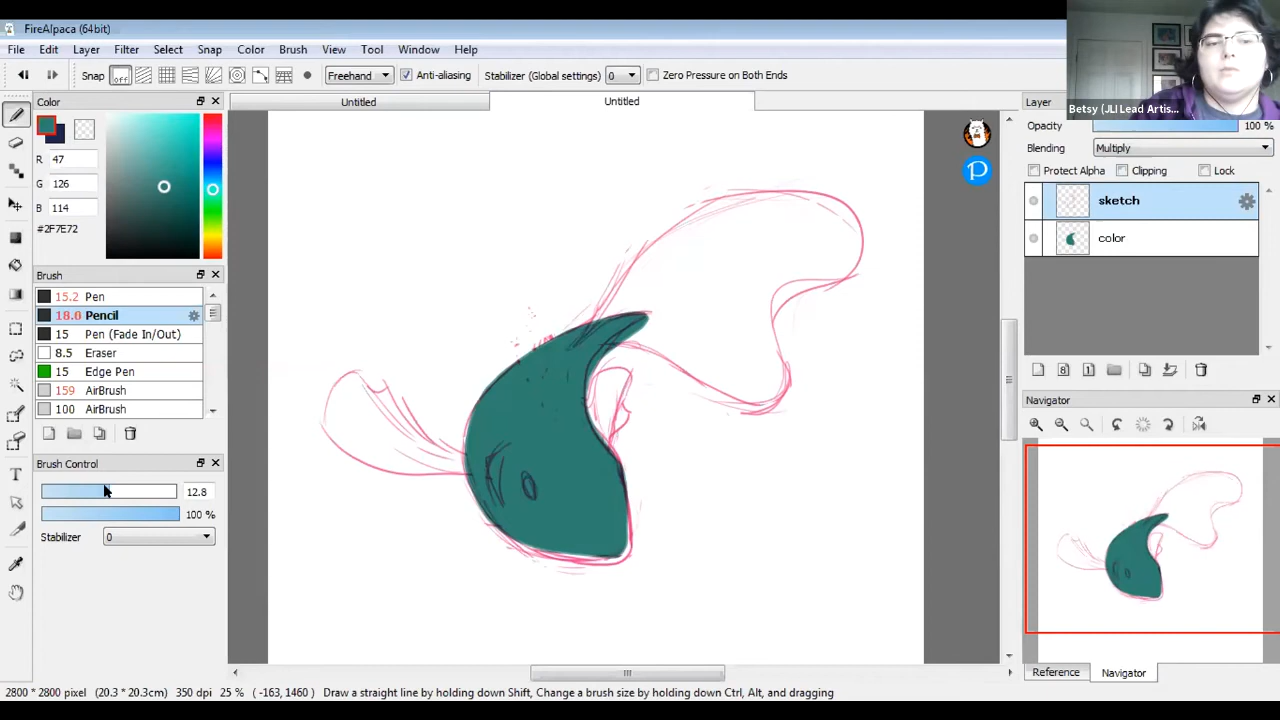 FireAlpaca (64bit)
File Edit Layer Filter Select Snap Color Brush View Tool Window Help
Snap off Freehand Anti-aliasing Stabilizer (Global settings) 0 Zero Pressure on Both Ends
Betsy (JLI Lead Artis...
Color
Untitled
Untitled
Layer
R 47
G 126
B 114
#2F7E72
Opacity 100 %
Blending Multiply
Protect Alpha Clipping Lock
sketch
color
Brush
15.2 Pen
18.0 Pencil
15 Pen (Fade In/Out)
8.5 Eraser
15 Edge Pen
159 AirBrush
100 AirBrush
8 1
Navigator
Brush Control
12.8
100 %
Stabilizer 0
T
P
Reference Navigator
2800 * 2800 pixel (20.3 * 20.3cm) 350 dpi 25 % (-163, 1460) Draw a straight line by holding down Shift, Change a brush size by holding down Ctrl, Alt, and dragging